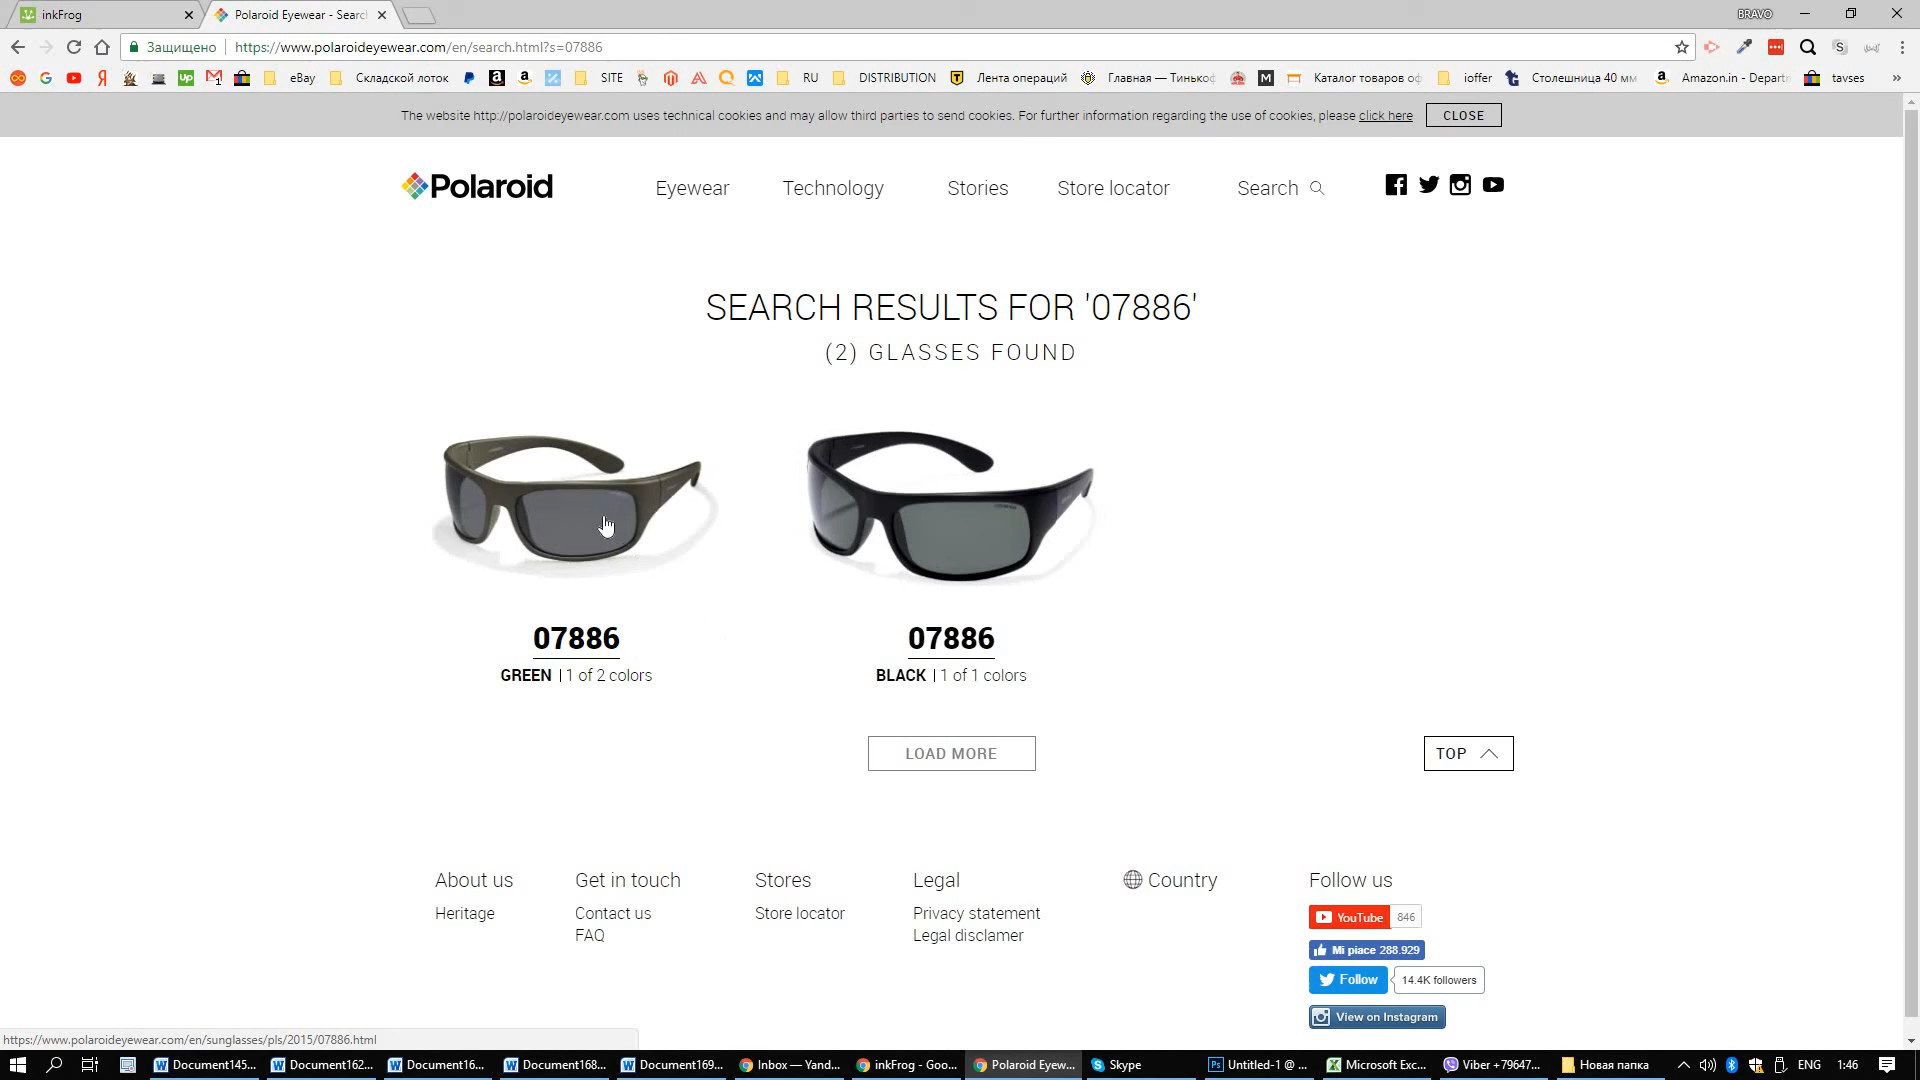 inkFrog
Polaroid Eyewear - Searc
BRAVO
Защищено
https://www.polaroideyewear.com/en/search.html?s=07886
eBay
Складской лоток
SITE
RU
DISTRIBUTION
Лента операций
Главная — Тинькоф
Каталог товаров оф
ioffer
Столешница 40 мм
Amazon.in - Depart
tavses
»
The website http://polaroideyewear.com uses technical cookies and may allow third parties to send cookies. For further information regarding the use of cookies, please click here
CLOSE
Polaroid
Eyewear
Technology
Stories
Store locator
Search
SEARCH RESULTS FOR '07886'
(2) GLASSES FOUND
07886
GREEN | 1 of 2 colors
07886
BLACK | 1 of 1 colors
LOAD MORE
TOP
About us
Heritage
Get in touch
Contact us
FAQ
Stores
Store locator
Legal
Privacy statement
Legal disclamer
Country
Follow us
YouTube 846
Mi piace 288.929
Follow 14.4K followers
View on Instagram
https://www.polaroideyewear.com/en/sunglasses/pls/2015/07886.html
Document145...
Document162...
Document16...
Document168...
Document169...
Inbox — Yand...
inkFrog - Goo...
Polaroid Eyew...
Skype
Untitled-1 @ ...
Microsoft Exc...
Viber +79647...
Новая папка
ENG
1:46